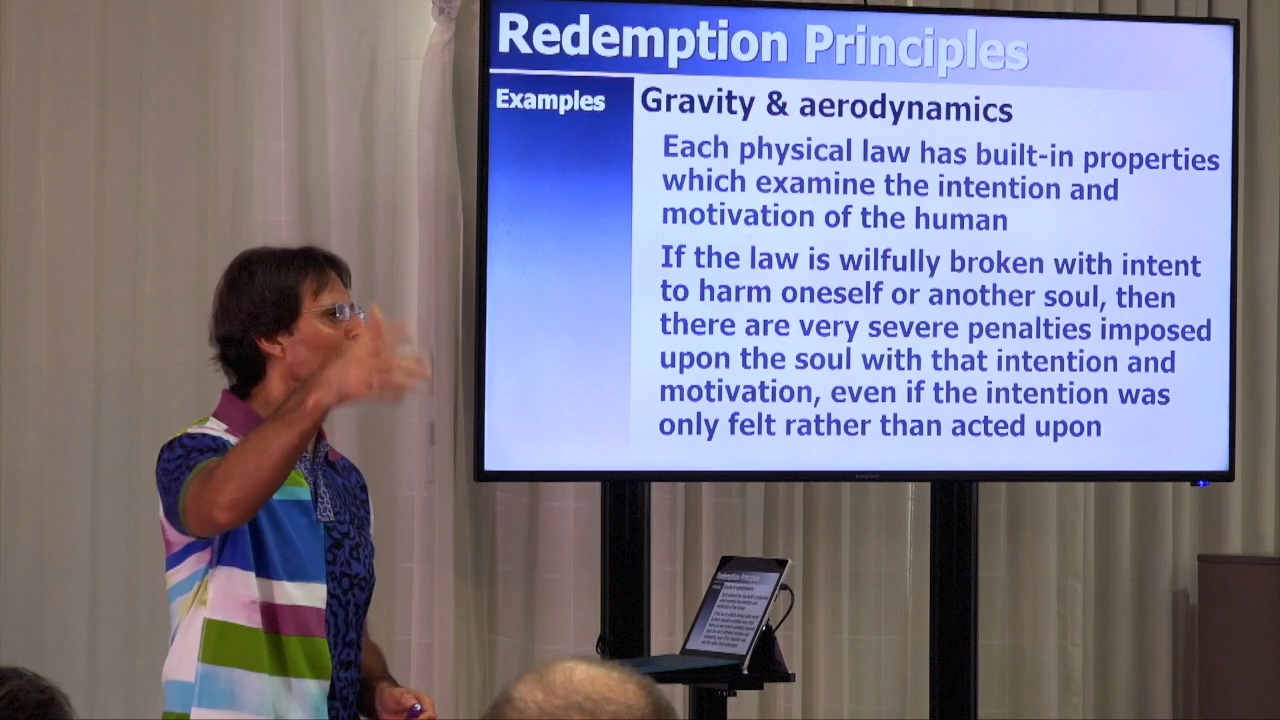 Redemption Principles
Examples
Gravity & aerodynamics
Each physical law has built-in properties
which examine the intention and
motivation of the human
If the law is wilfully broken with intent
to harm oneself or another soul, then
there are very severe penalties imposed
upon the soul with that intention and
motivation, even if the intention was
only felt rather than acted upon
Redemption Principles